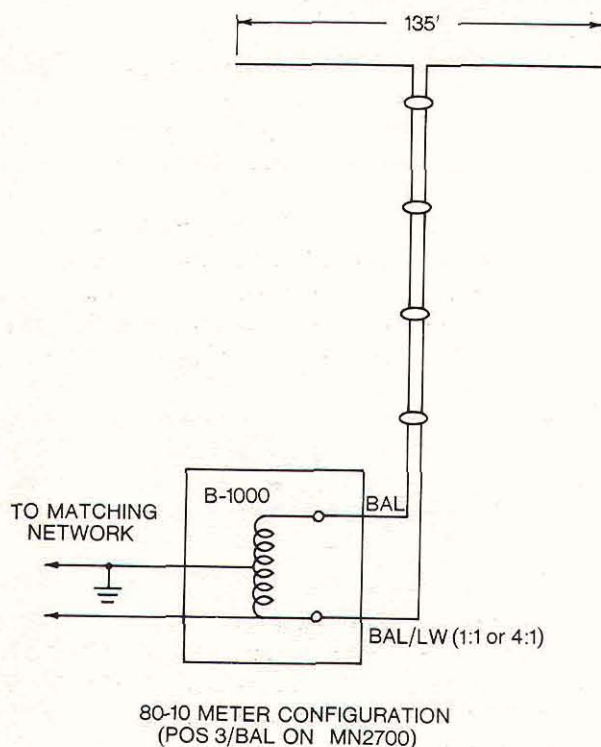 135'
B-1000
BAL
TO MATCHING
NETWORK
BAL/LW (1:1 or 4:1)
80-10 METER CONFIGURATION
(POS 3/BAL ON MN2700)